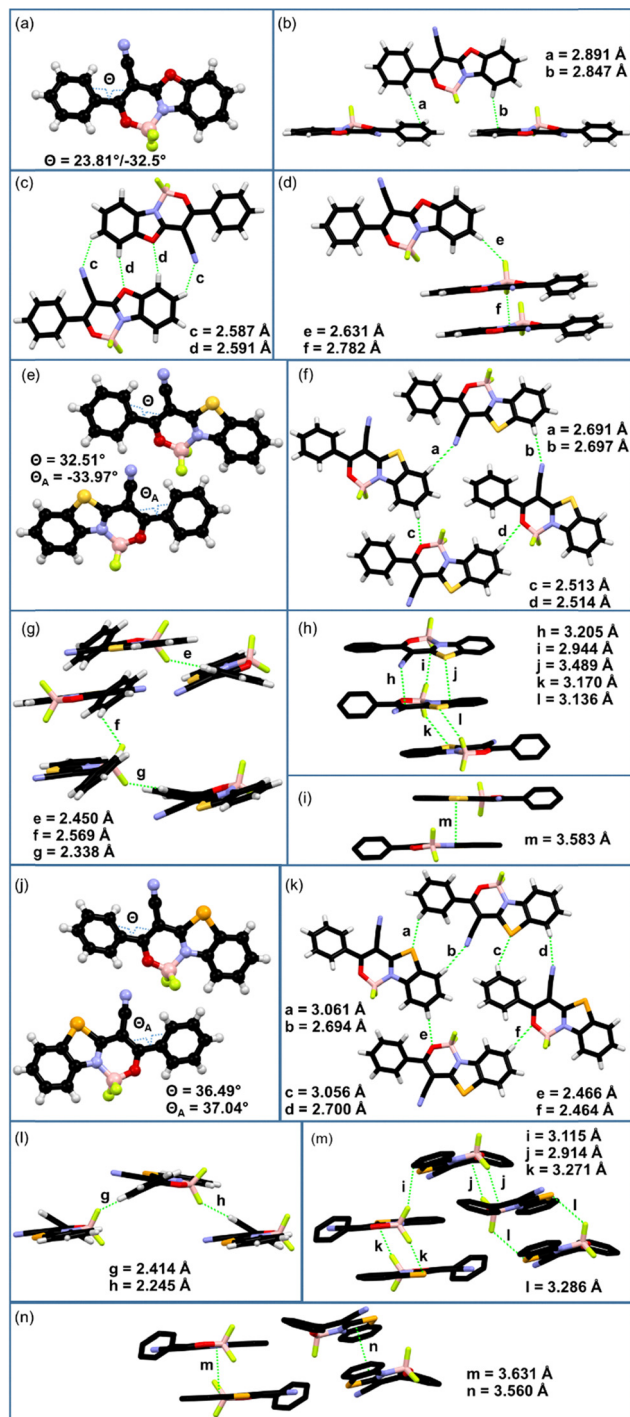 (a)
Θ
Θ = 23.81°/-32.5°
(b)
a = 2.891 Å
b = 2.847 Å
a
b
(c)
c
d
d
c
c = 2.587 Å
d = 2.591 Å
(d)
e
f
e = 2.631 Å
f = 2.782 Å
(e)
Θ
Θ = 32.51°
ΘA = -33.97°
ΘA
(f)
a = 2.691 Å
b = 2.697 Å
a
b
c
d
c = 2.513 Å
d = 2.514 Å
(g)
e
f
g
e = 2.450 Å
f = 2.569 Å
g = 2.338 Å
(h)
h = 3.205 Å
i = 2.944 Å
j = 3.489 Å
k = 3.170 Å
l = 3.136 Å
h
i
j
k
l
(i)
m
m = 3.583 Å
(j)
Θ
ΘA
Θ = 36.49°
ΘA = 37.04°
(k)
a
b
c
d
a = 3.061 Å
b = 2.694 Å
e
f
c = 3.056 Å
d = 2.700 Å
e = 2.466 Å
f = 2.464 Å
(l)
g
h
g = 2.414 Å
h = 2.245 Å
(m)
i = 3.115 Å
j = 2.914 Å
k = 3.271 Å
i
j
j
k
k
l
l
l = 3.286 Å
(n)
m
n
m = 3.631 Å
n = 3.560 Å